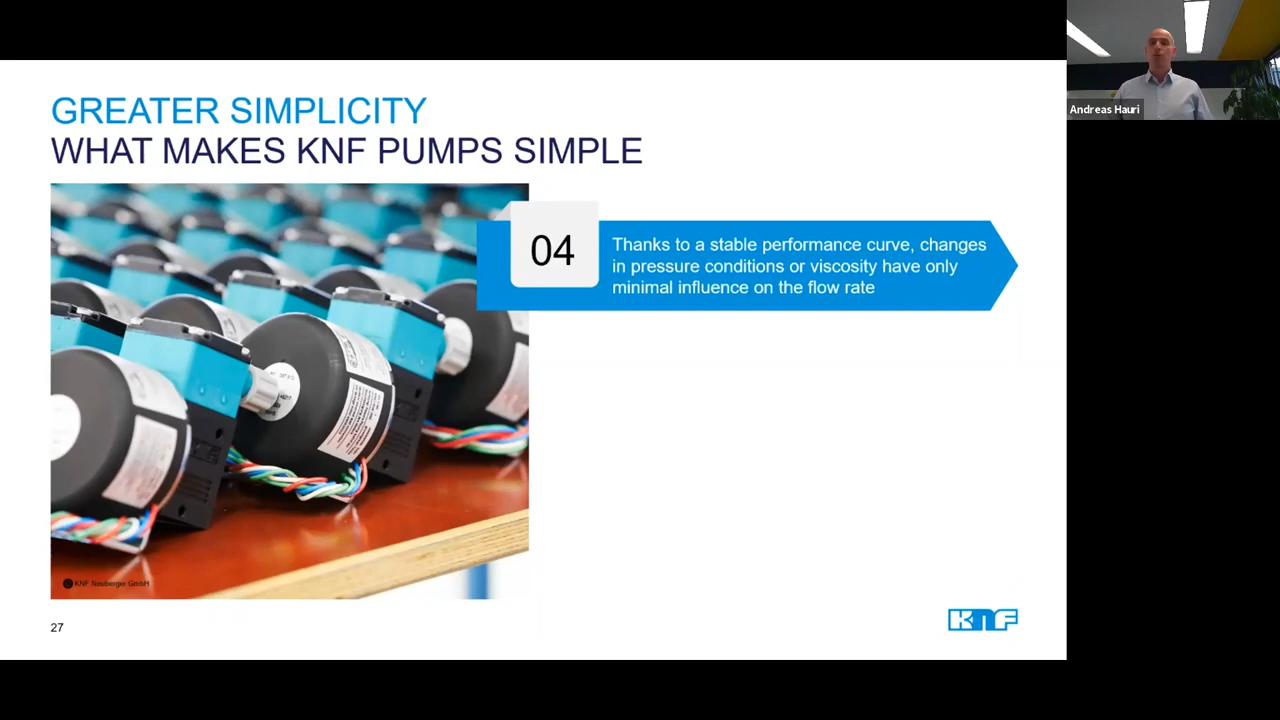 GREATER SIMPLICITY
WHAT MAKES KNF PUMPS SIMPLE
04
Thanks to a stable performance curve, changes
in pressure conditions or viscosity have only
minimal influence on the flow rate
KNF Neuberger GmbH
27
KNF
Andreas Hauri